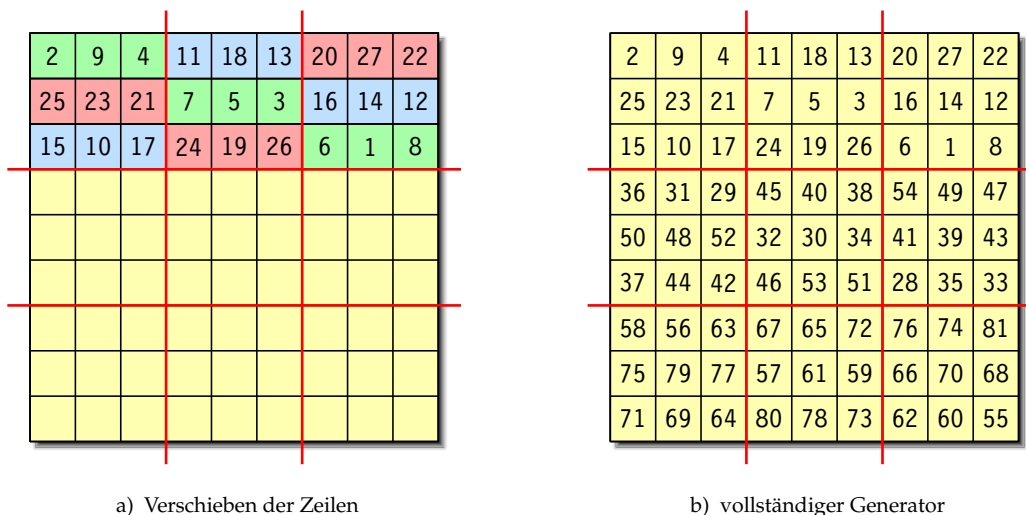 2 9 4 11 18 13 20 27 22
25 23 21 7 5 3 16 14 12
15 10 17 24 19 26 6 1 8
2 9 4 11 18 13 20 27 22
25 23 21 7 5 3 16 14 12
15 10 17 24 19 26 6 1 8
36 31 29 45 40 38 54 49 47
50 48 52 32 30 34 41 39 43
37 44 42 46 53 51 28 35 33
58 56 63 67 65 72 76 74 81
75 79 77 57 61 59 66 70 68
71 69 64 80 78 73 62 60 55
a) Verschieben der Zeilen
b) vollständiger Generator